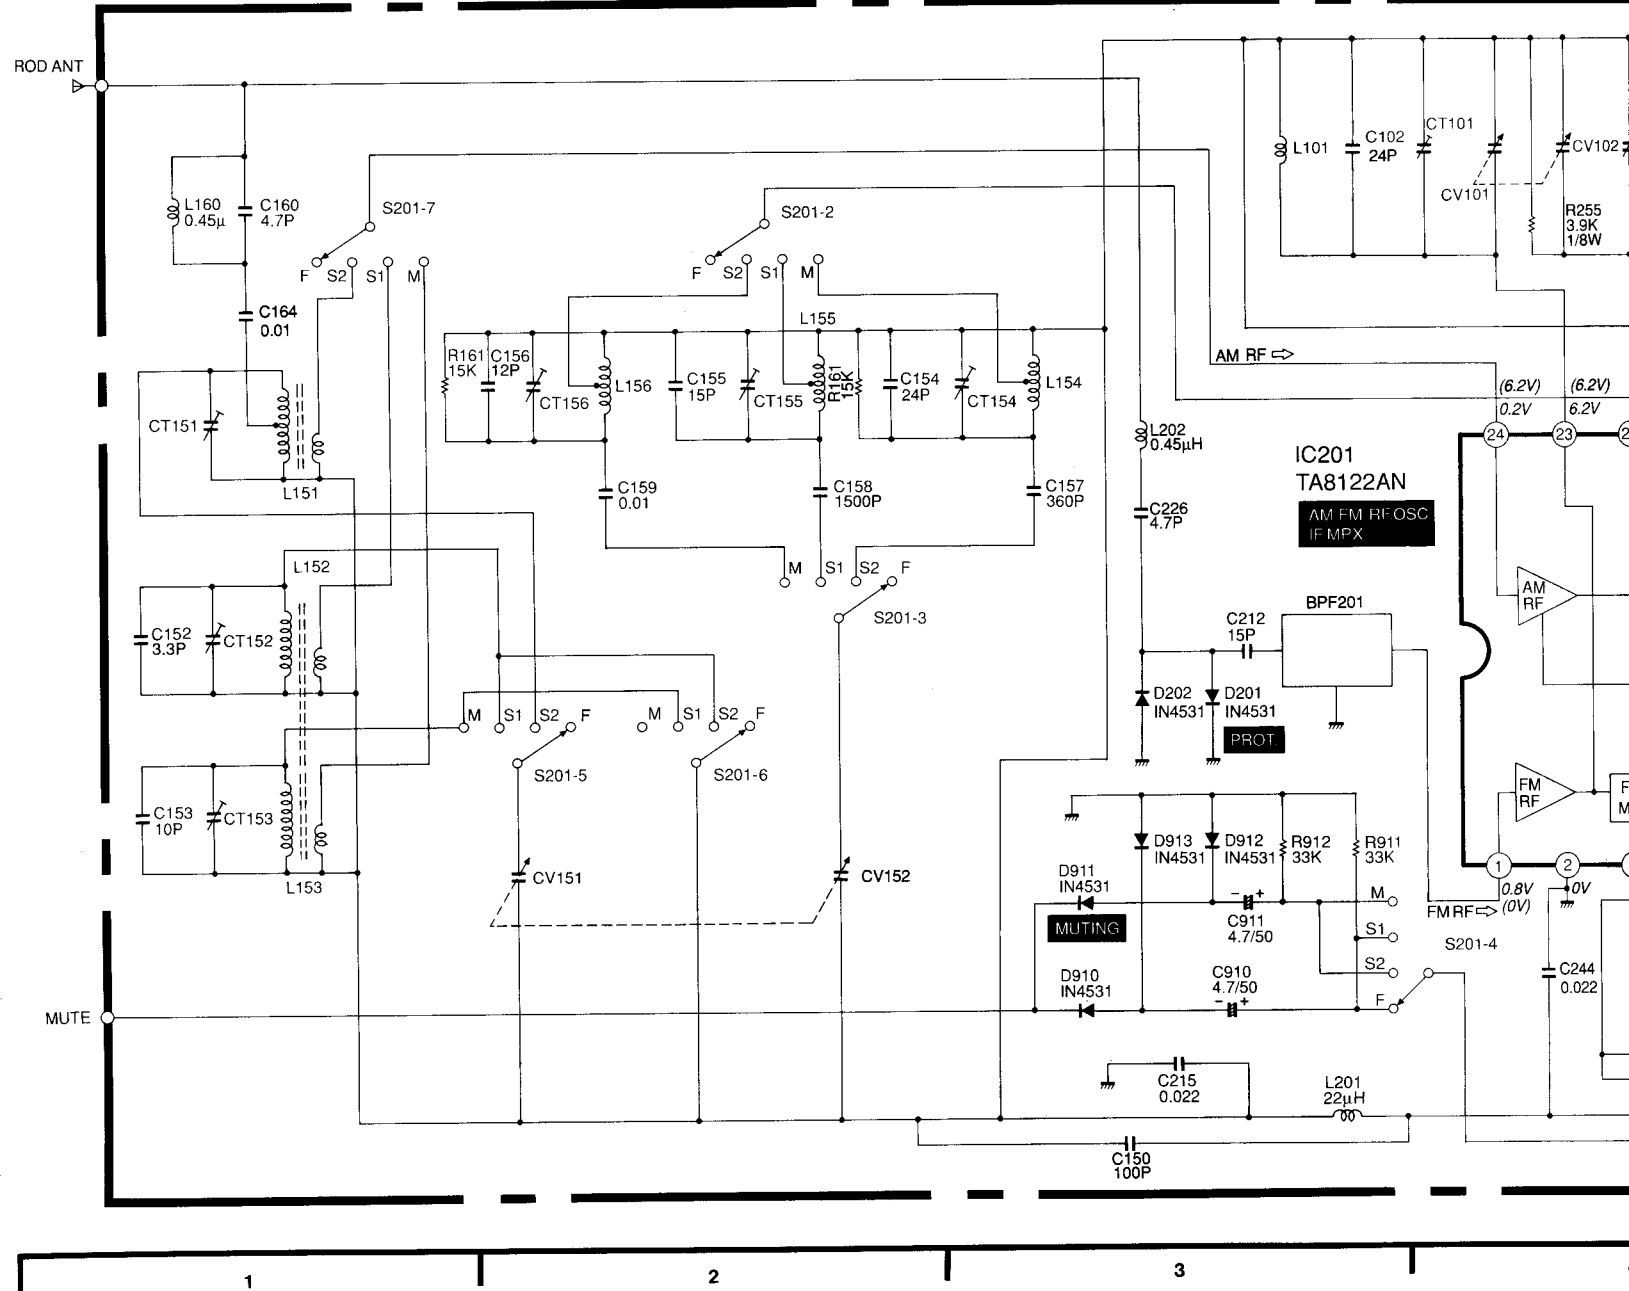 ROD ANT
L160
0.45μ
C160
4.7P
S201-7
F S2 S1 M
C164
0.01
S201-2
F S2 S1 M
L155
L101
C102
24P
CT101
CV101
CV102
R255
3.9K
1/8W
R161
15K
C156
12P
CT156
L156
C155
15P
CT155
R161
15K
C154
24P
CT154
L154
AM RF
(6.2V)
0.2V
(6.2V)
6.2V
24
23
CT151
L151
L202
0.45μH
IC201
TA8122AN
AM FM RF OSC
IF MPX
C159
0.01
C158
1500P
C157
360P
C226
4.7P
L152
M S1 S2 F
S201-3
AM
RF
C152
3.3P
CT152
C212
15P
BPF201
D202
IN4531
D201
IN4531
PROT.
M S1 S2 F
M S1 S2 F
S201-5
S201-6
FM
RF
F
M
C153
10P
CT153
L153
CV151
CV152
D913
IN4531
D912
IN4531
R912
33K
R911
33K
D911
IN4531
MUTING
C911
4.7/50
- +
M
S1
S2
F
1
2
0.8V
(0V)
0V
FM RF
S201-4
D910
IN4531
C910
4.7/50
- +
C244
0.022
MUTE
C215
0.022
L201
22μH
C150
100P
1
2
3